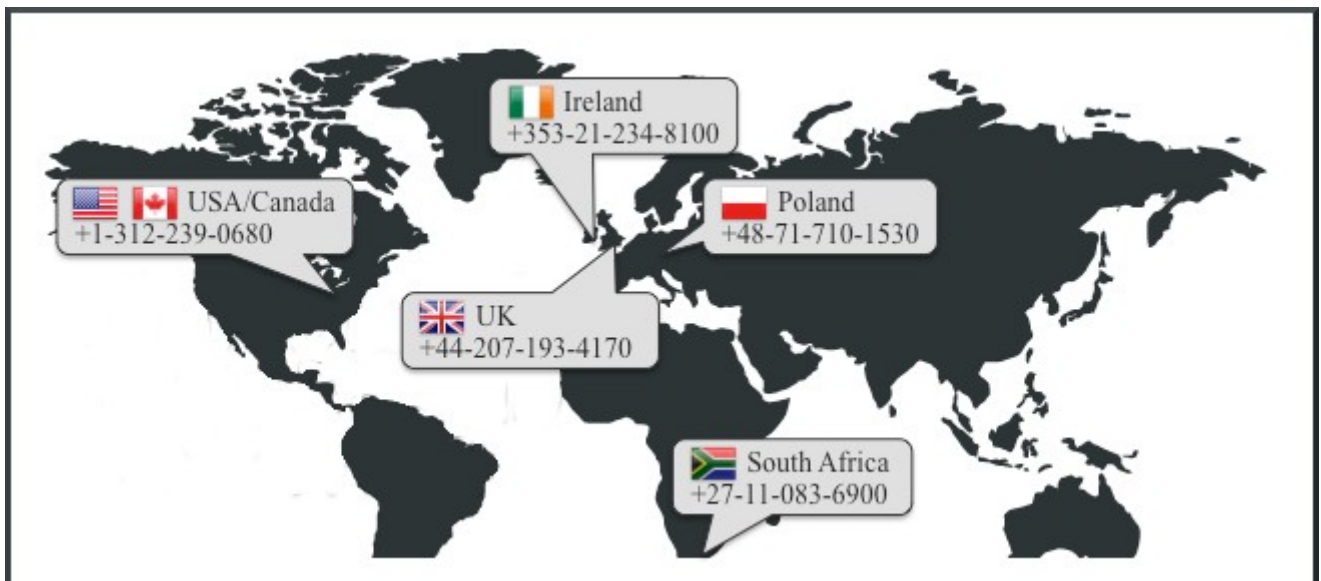 Ireland
+353-21-234-8100
USA/Canada
+1-312-239-0680
Poland
+48-71-710-1530
UK
+44-207-193-4170
South Africa
+27-11-083-6900